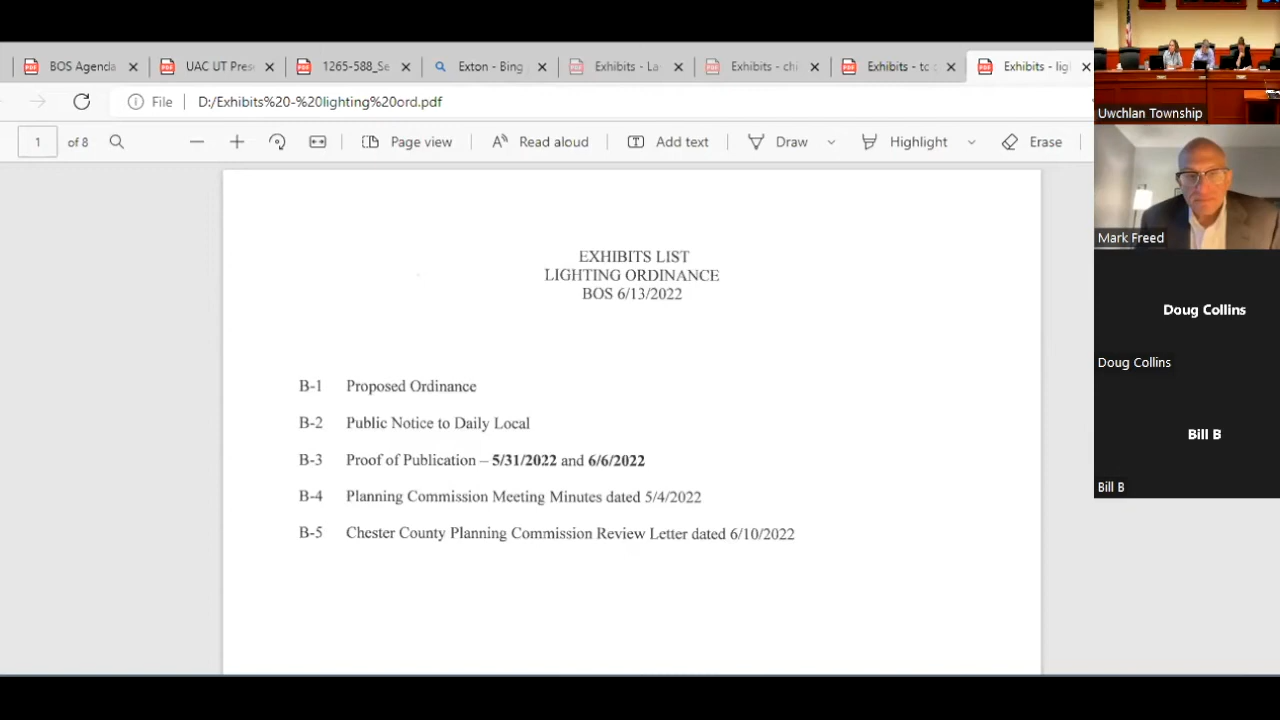 BOS Agenda
UAC UT Pres
1265-588_Se
Exton - Bing
Exhibits - La
Exhibits - chi
Exhibits - to c
Exhibits - lig
File
D:/Exhibits%20-%20lighting%20ord.pdf
1 of 8
Page view
Read aloud
Add text
Draw
Highlight
Erase
EXHIBITS LIST
LIGHTING ORDINANCE
BOS 6/13/2022
B-1 Proposed Ordinance
B-2 Public Notice to Daily Local
B-3 Proof of Publication – 5/31/2022 and 6/6/2022
B-4 Planning Commission Meeting Minutes dated 5/4/2022
B-5 Chester County Planning Commission Review Letter dated 6/10/2022
Uwchlan Township
Mark Freed
Doug Collins
Doug Collins
Bill B
Bill B